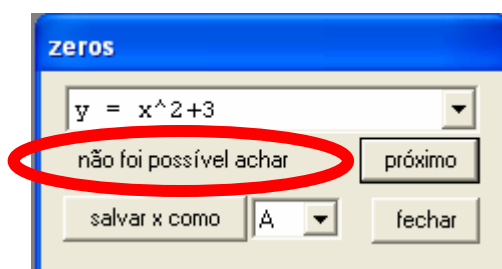 zeros
y = x^2+3
não foi possível achar próximo
salvar x como A fechar